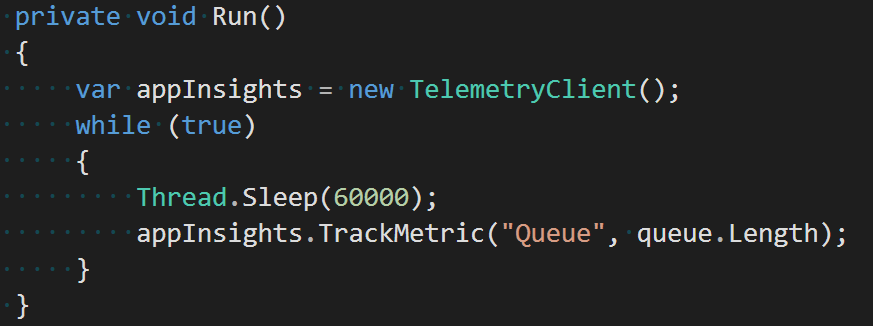 private void Run()
{
var appInsights = new TelemetryClient();
while (true)
{
Thread.Sleep(60000);
appInsights.TrackMetric("Queue", queue.Length);
}
}